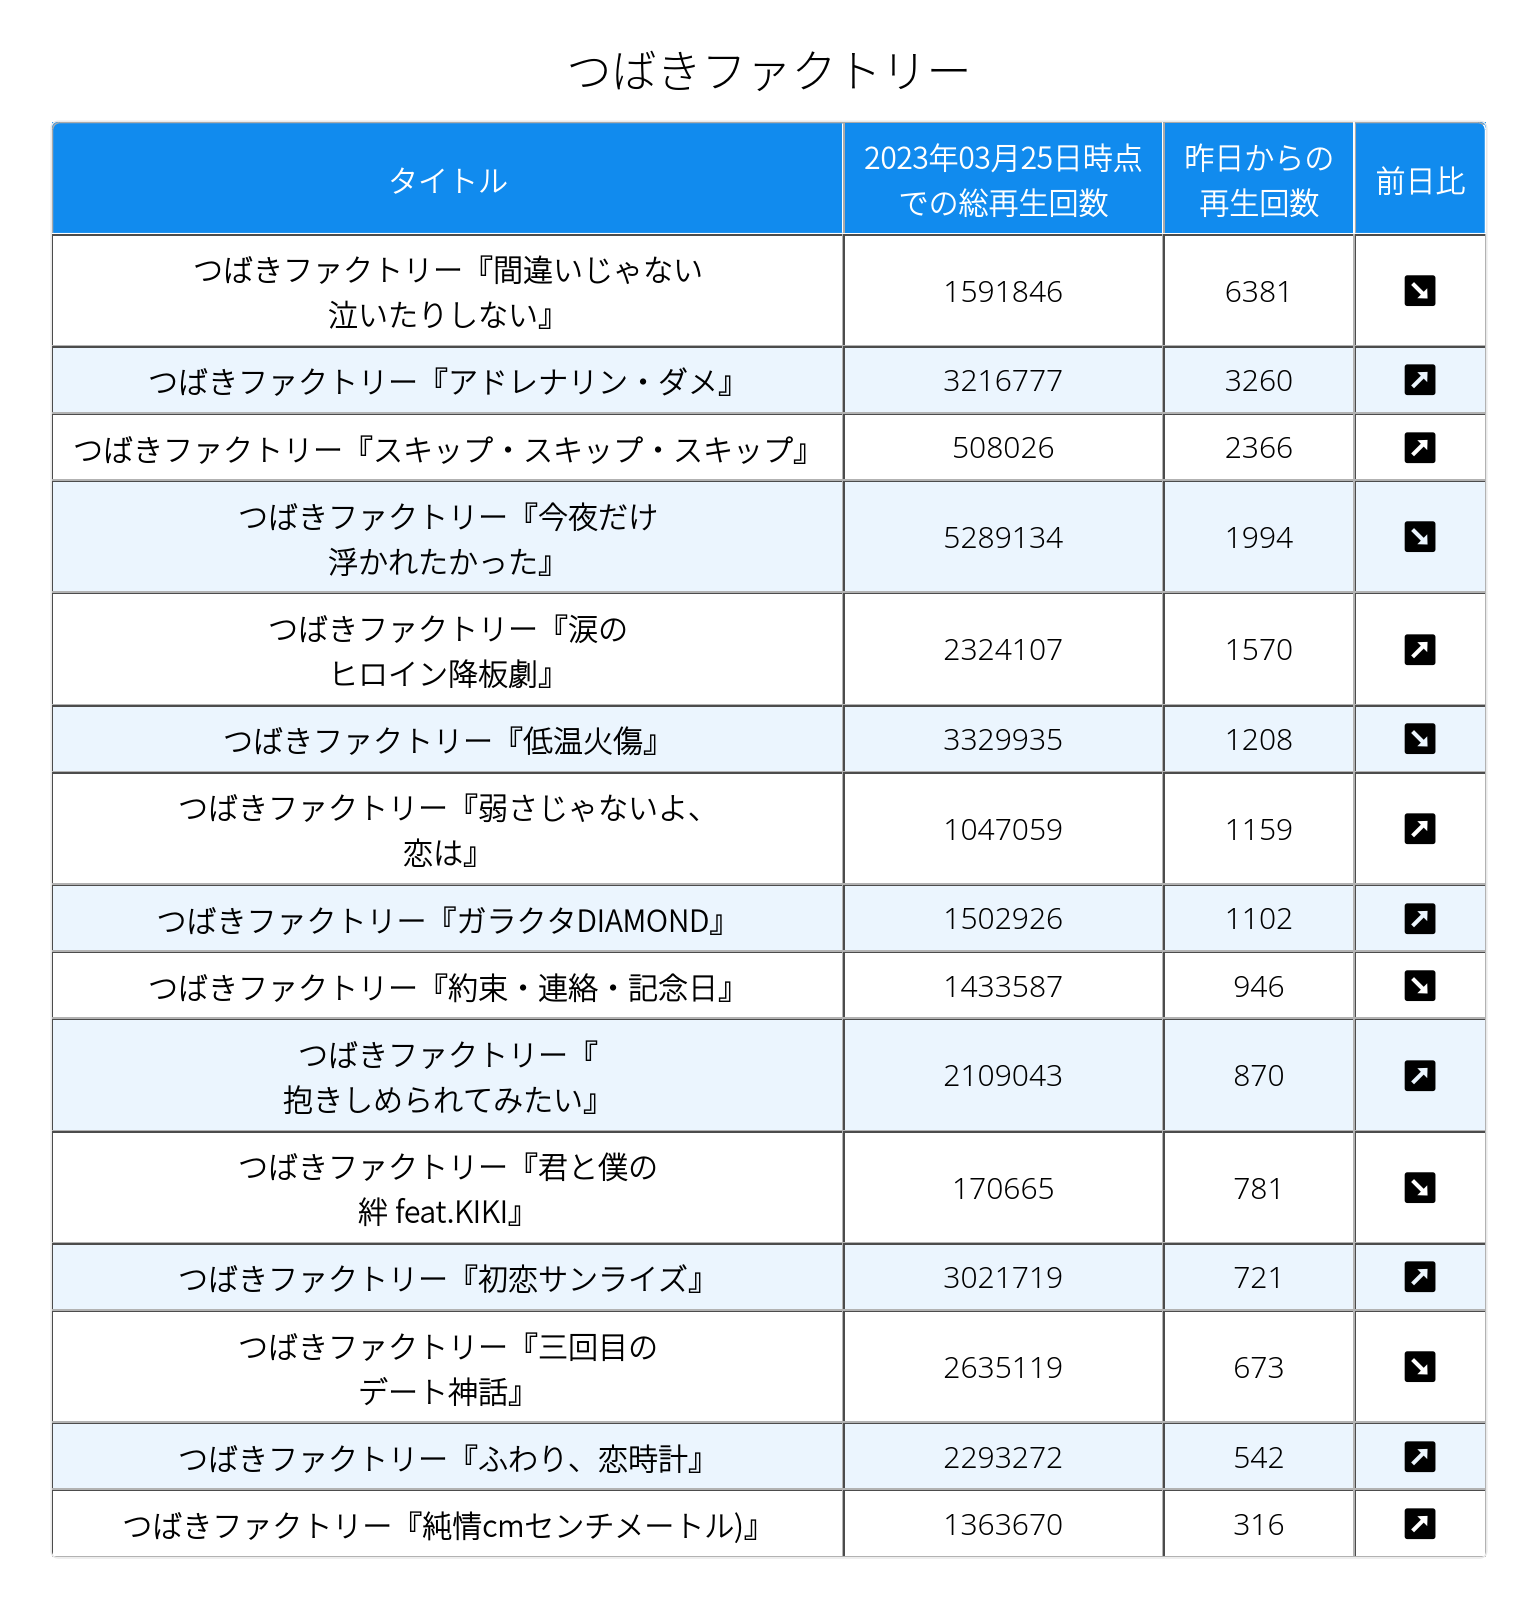 つばきファクトリー
タイトル
2023年03月25日時点
での総再生回数
昨日からの
再生回数
前日比
つばきファクトリー『間違いじゃない
泣いたりしない』
1591846
6381
つばきファクトリー『アドレナリン・ダメ』
3216777
3260
つばきファクトリー『スキップ・スキップ・スキップ』
508026
2366
つばきファクトリー『今夜だけ
浮かれたかった』
5289134
1994
つばきファクトリー『涙の
ヒロイン降板劇』
2324107
1570
つばきファクトリー『低温火傷』
3329935
1208
つばきファクトリー『弱さじゃないよ、
恋は』
1047059
1159
つばきファクトリー『ガラクタDIAMOND』
1502926
1102
つばきファクトリー『約束・連絡・記念日』
1433587
946
つばきファクトリー『
抱きしめられてみたい』
2109043
870
つばきファクトリー『君と僕の
絆 feat.KIKI』
170665
781
つばきファクトリー『初恋サンライズ』
3021719
721
つばきファクトリー『三回目の
デート神話』
2635119
673
つばきファクトリー『ふわり、恋時計』
2293272
542
つばきファクトリー『純情cmセンチメートル)』
1363670
316